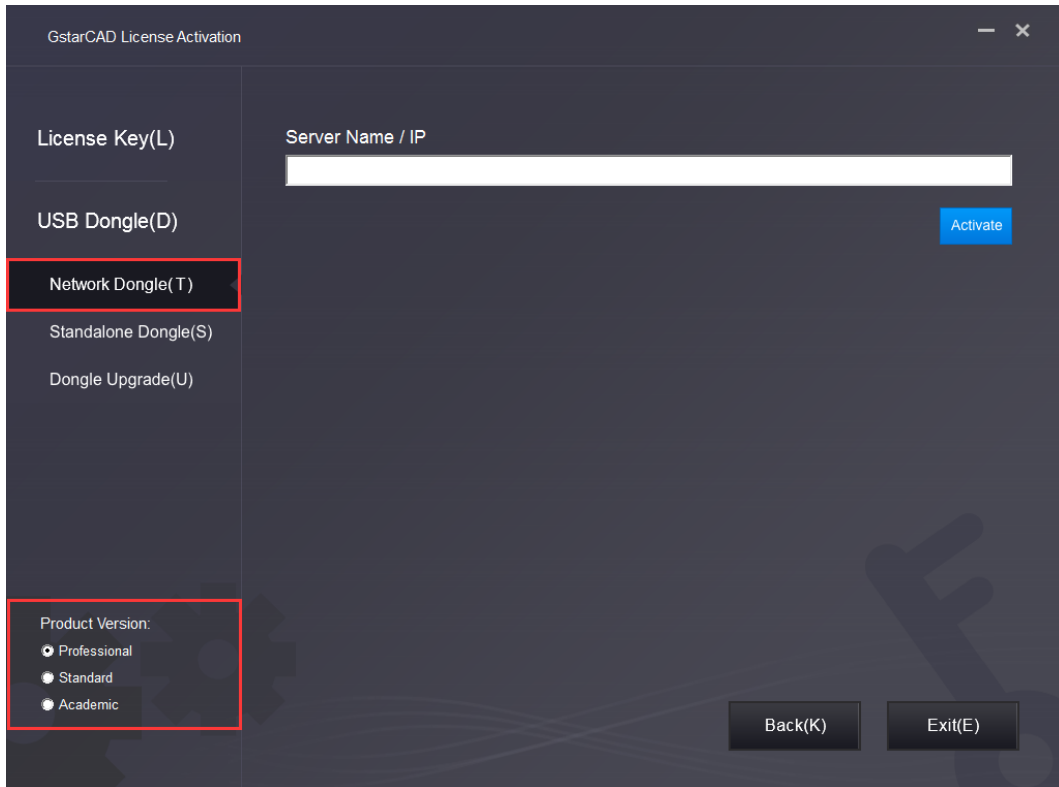 GstarCAD License Activation
License Key(L)
USB Dongle(D)
Network Dongle(T)
Standalone Dongle(S)
Dongle Upgrade(U)
Product Version:
Professional
Standard
Academic
Server Name / IP
Activate
Back(K)
Exit(E)